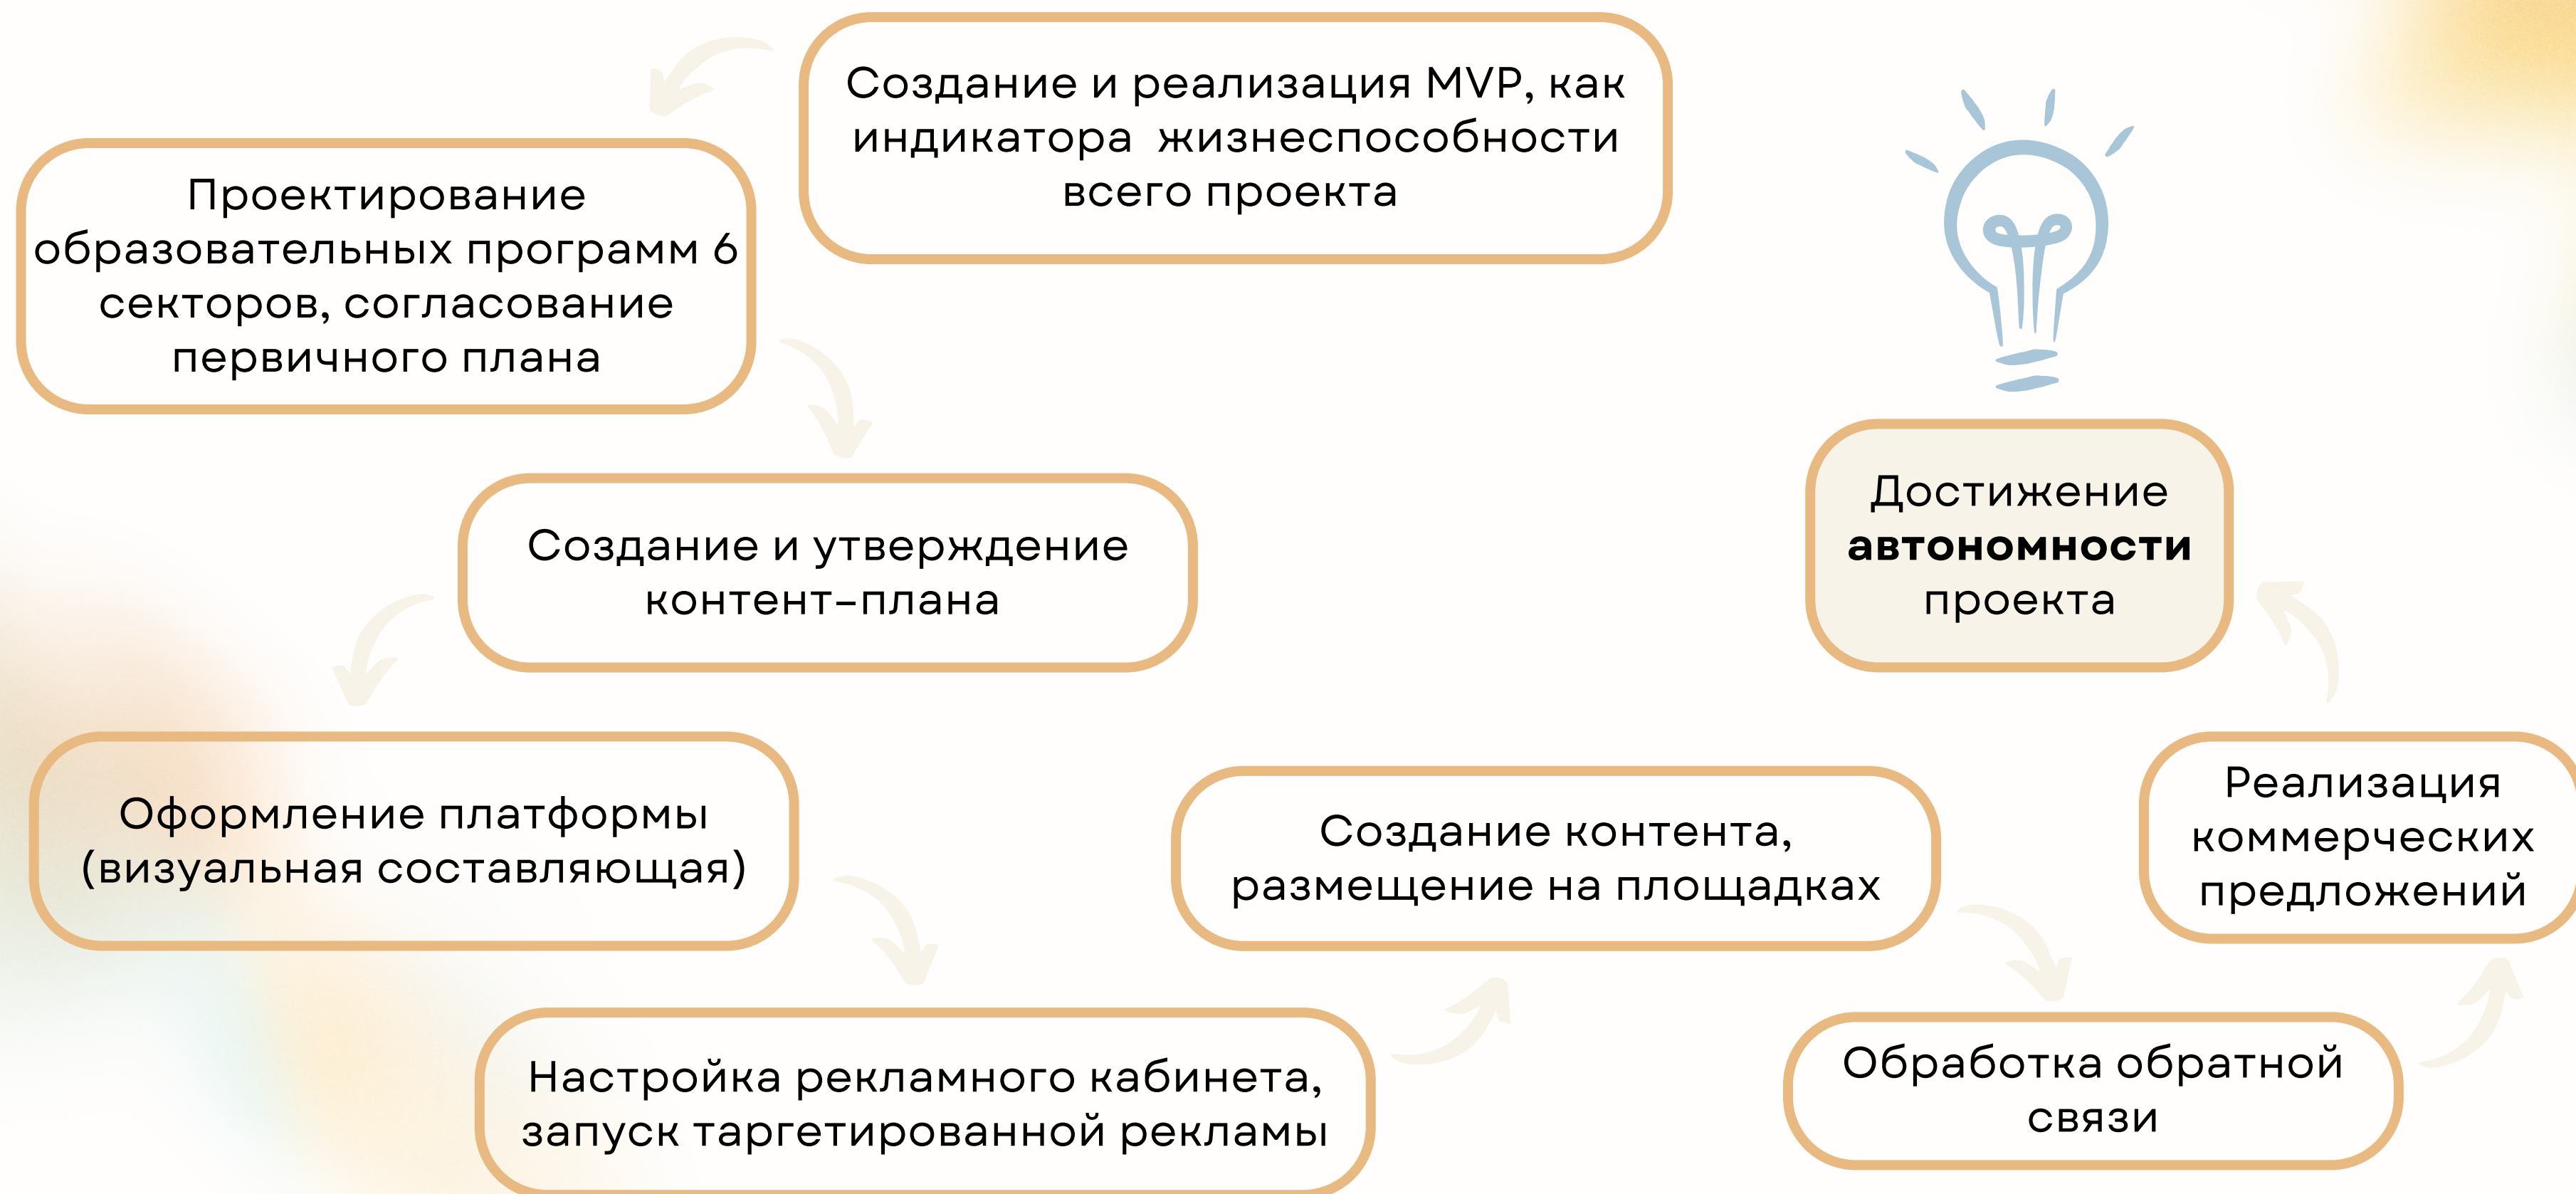 Создание и реализация MVP, как
индикатора жизнеспособности
всего проекта
Проектирование
образовательных программ 6
секторов, согласование
первичного плана
Создание и утверждение
контент-плана
Оформление платформы
(визуальная составляющая)
Настройка рекламного кабинета,
запуск таргетированной рекламы
Создание контента,
размещение на площадках
Обработка обратной
связи
Реализация
коммерческих
предложений
Достижение
автономности
проекта